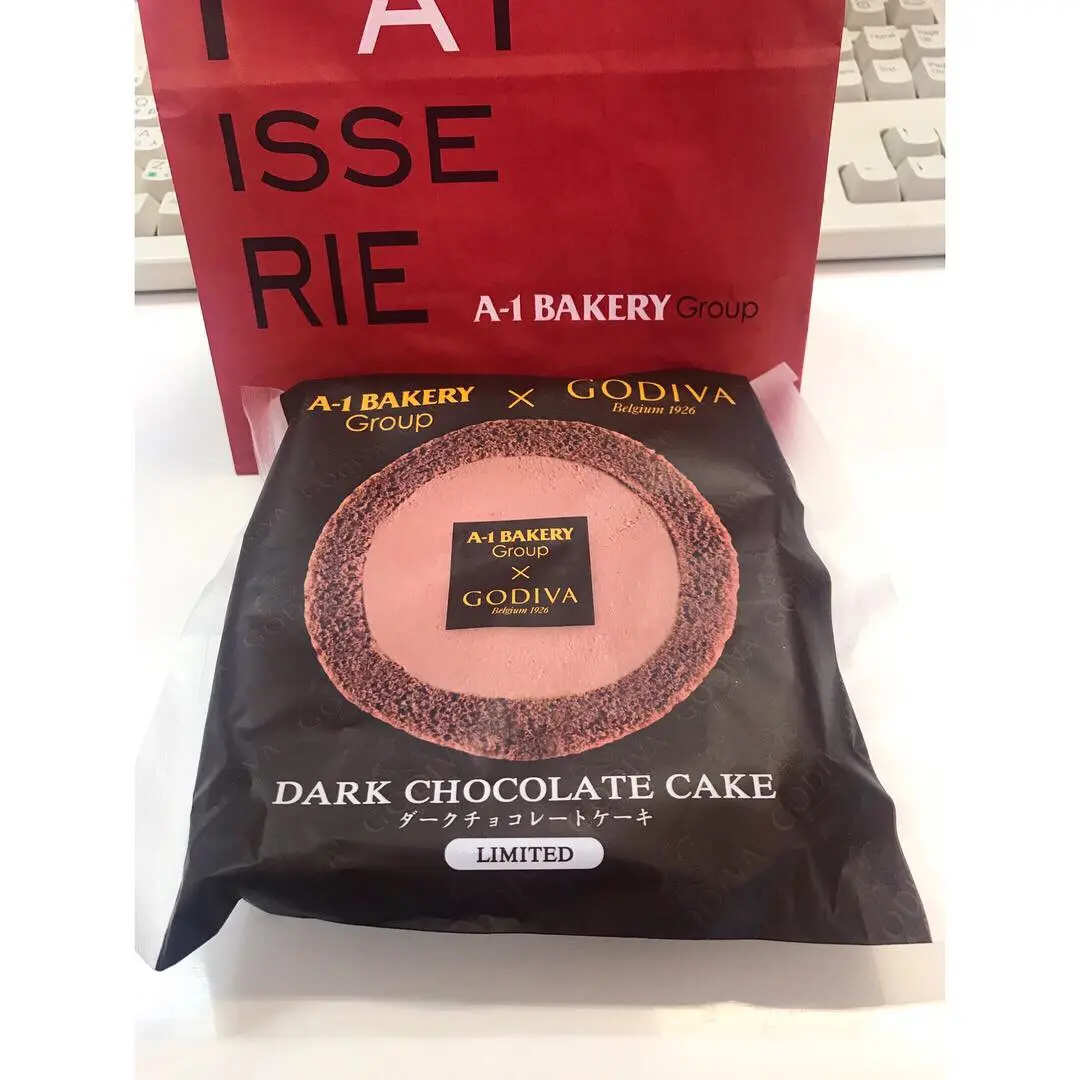 PAT
ISSE
RIE
A-1 BAKERY Group
A-1 BAKERY
Group
×
GODIVA
Belgium 1926
A-1 BAKERY
Group
×
GODIVA
Belgium 1926
DARK CHOCOLATE CAKE
ダークチョコレートケーキ
LIMITED